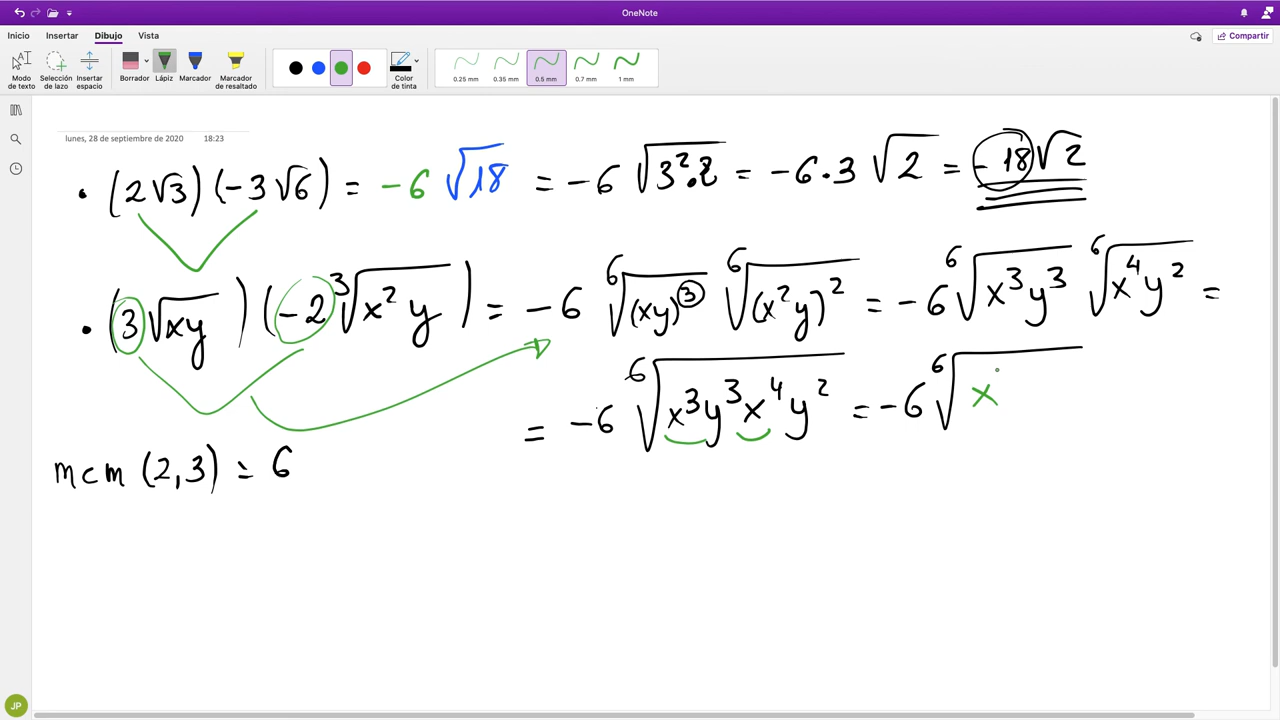 OneNote
Inicio Insertar Dibujo Vista Compartir
Modo de texto Selección de lazo Insertar espacio Borrador Lápiz Marcador Marcador de resaltado Color de tinta 0.25 mm 0.35 mm 0.5 mm 0.7 mm 1 mm
lunes, 28 de septiembre de 2020 18:23
• (2√3)(-3√6) = -6 √18 = -6 √(3²·2) = -6·3 √2 = -18√2
• (3√(xy))(-2 ³√(x²y)) = -6 ⁶√((xy)³) ⁶√((x²y)²) = -6 ⁶√(x³y³) ⁶√(x⁴y²) =
= -6 ⁶√(x³y³x⁴y²) = -6 ⁶√(x
mcm (2,3) = 6
JP